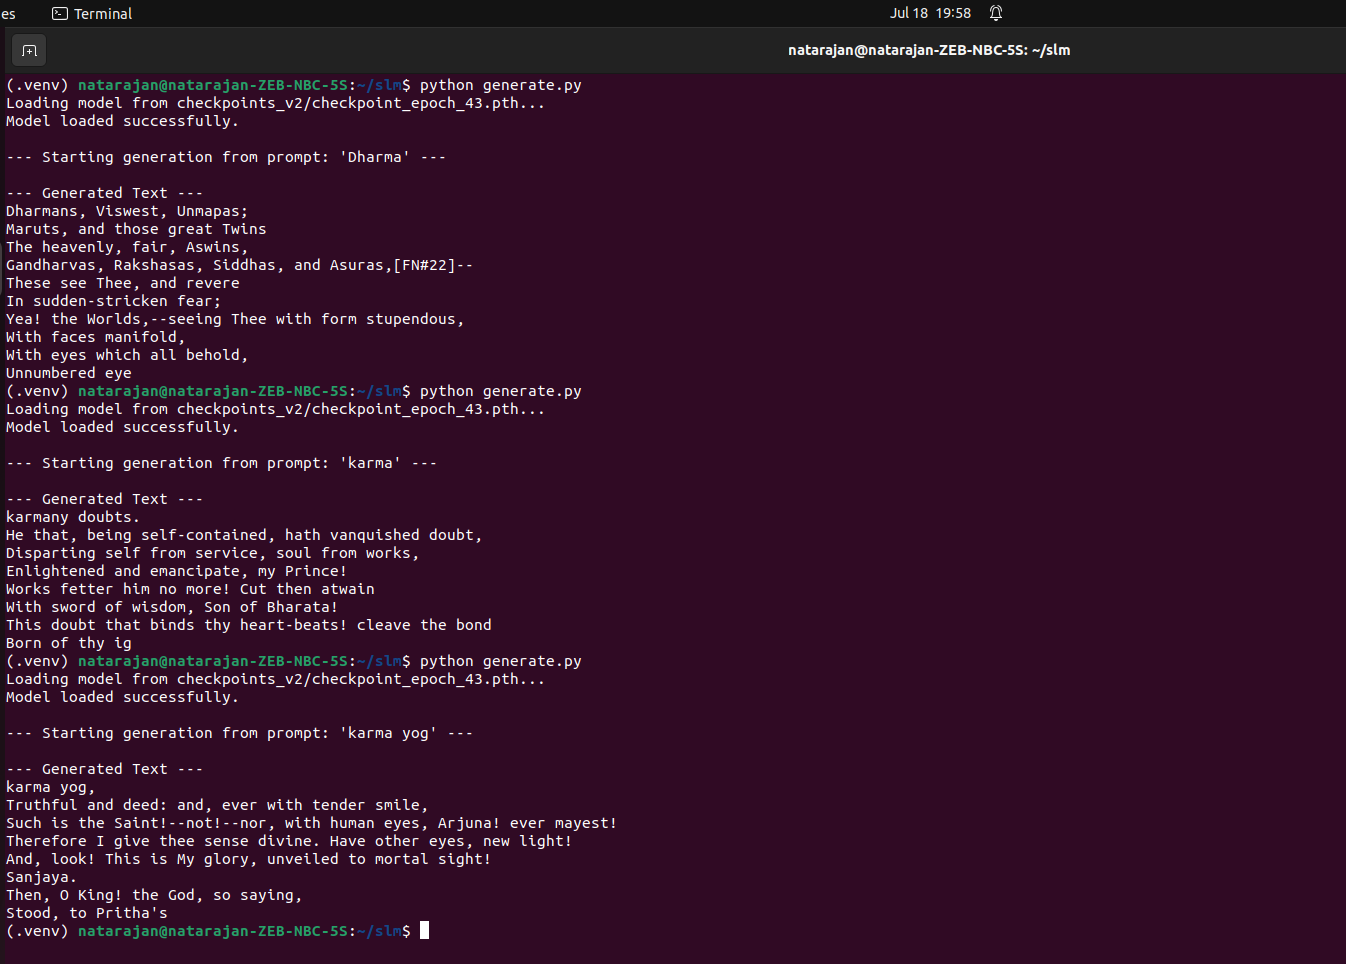 es
Terminal
Jul 18 19:58
natarajan@natarajan-ZEB-NBC-5S: ~/slm
(.venv) natarajan@natarajan-ZEB-NBC-5S:~/slm$ python generate.py
Loading model from checkpoints_v2/checkpoint_epoch_43.pth...
Model loaded successfully.
--- Starting generation from prompt: 'Dharma' ---
--- Generated Text ---
Dharmans, Viswest, Unmapas;
Maruts, and those great Twins
The heavenly, fair, Aswins,
Gandharvas, Rakshasas, Siddhas, and Asuras,[FN#22]--
These see Thee, and revere
In sudden-stricken fear;
Yea! the Worlds,--seeing Thee with form stupendous,
With faces manifold,
With eyes which all behold,
Unnumbered eye
(.venv) natarajan@natarajan-ZEB-NBC-5S:~/slm$ python generate.py
Loading model from checkpoints_v2/checkpoint_epoch_43.pth...
Model loaded successfully.
--- Starting generation from prompt: 'karma' ---
--- Generated Text ---
karmany doubts.
He that, being self-contained, hath vanquished doubt,
Disparting self from service, soul from works,
Enlightened and emancipate, my Prince!
Works fetter him no more! Cut then atwain
With sword of wisdom, Son of Bharata!
This doubt that binds thy heart-beats! cleave the bond
Born of thy ig
(.venv) natarajan@natarajan-ZEB-NBC-5S:~/slm$ python generate.py
Loading model from checkpoints_v2/checkpoint_epoch_43.pth...
Model loaded successfully.
--- Starting generation from prompt: 'karma yog' ---
--- Generated Text ---
karma yog,
Truthful and deed: and, ever with tender smile,
Such is the Saint!--not!--nor, with human eyes, Arjuna! ever mayest!
Therefore I give thee sense divine. Have other eyes, new light!
And, look! This is My glory, unveiled to mortal sight!
Sanjaya.
Then, O King! the God, so saying,
Stood, to Pritha's
(.venv) natarajan@natarajan-ZEB-NBC-5S:~/slm$